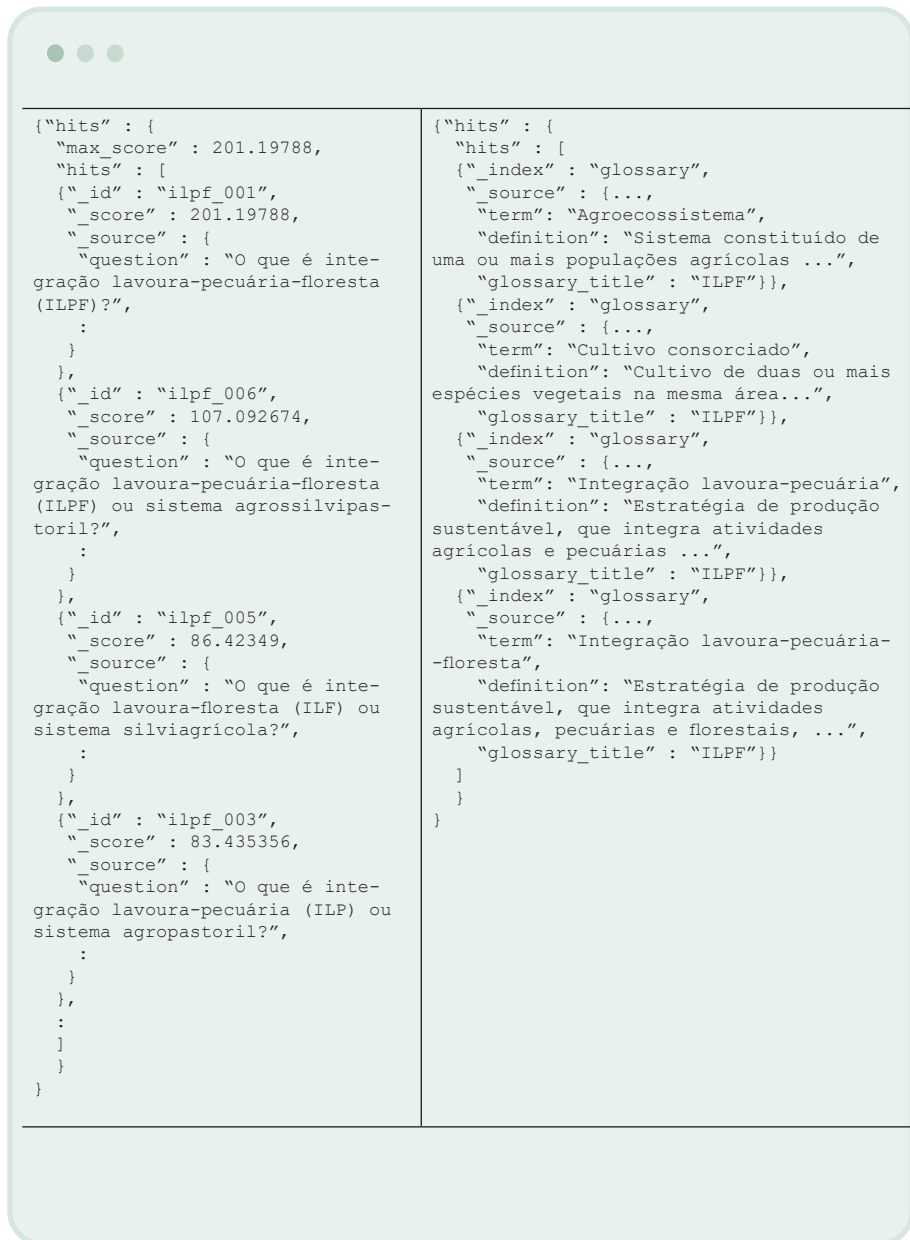 {“hits” : {
“max_score” : 201.19788,
“hits” : [
{“_id” : “ilpf_001”,
“_score” : 201.19788,
“_source” : {
“question” : “O que é inte-
gração lavoura-pecuária-floresta
(ILPF)?”,
:
}
},
{“_id” : “ilpf_006”,
“_score” : 107.092674,
“_source” : {
“question” : “O que é inte-
gração lavoura-pecuária-floresta
(ILPF) ou sistema agrossilvipas-
toril?”,
:
}
},
{“_id” : “ilpf_005”,
“_score” : 86.42349,
“_source” : {
“question” : “O que é inte-
gração lavoura-floresta (ILF) ou
sistema silviagrícola?”,
:
}
},
{“_id” : “ilpf_003”,
“_score” : 83.435356,
“_source” : {
“question” : “O que é inte-
gração lavoura-pecuária (ILP) ou
sistema agropastoril?”,
:
}
},
:
]
}
}
{“hits” : {
“hits” : [
{“_index” : “glossary”,
“_source” : {...,
“term”: “Agroecossistema”,
“definition”: “Sistema constituído de
uma ou mais populações agrícolas ...”,
“glossary_title” : “ILPF”}},
{“_index” : “glossary”,
“_source” : {...,
“term”: “Cultivo consorciado”,
“definition”: “Cultivo de duas ou mais
espécies vegetais na mesma área...”,
“glossary_title” : “ILPF”}},
{“_index” : “glossary”,
“_source” : {...,
“term”: “Integração lavoura-pecuária”,
“definition”: “Estratégia de produção
sustentável, que integra atividades
agrícolas e pecuárias ...”,
“glossary_title” : “ILPF”}},
{“_index” : “glossary”,
“_source” : {...,
“term”: “Integração lavoura-pecuária-
-floresta”,
“definition”: “Estratégia de produção
sustentável, que integra atividades
agrícolas, pecuárias e florestais, ...”,
“glossary_title” : “ILPF”}}
]
}
}